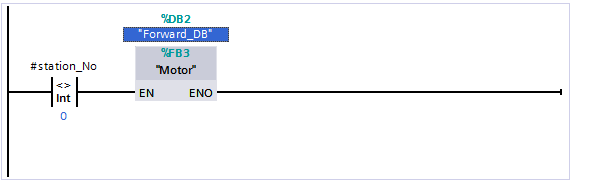 %DB2
"Forward_DB"
%FB3
"Motor"
#station_No
<>
Int
0
EN ENO